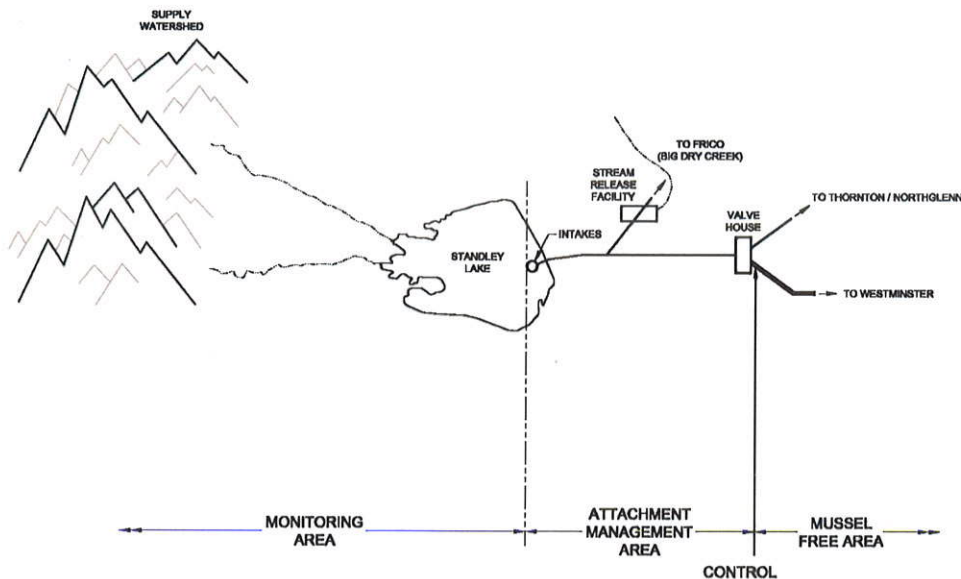 SUPPLY
WATERSHED
TO FRICO
(BIG DRY CREEK)
STREAM
RELEASE
FACILITY
TO THORNTON / NORTHGLENN
VALVE
HOUSE
INTAKES
STANDLEY
LAKE
TO WESTMINSTER
MONITORING
AREA
ATTACHMENT
MANAGEMENT
AREA
MUSSEL
FREE AREA
CONTROL